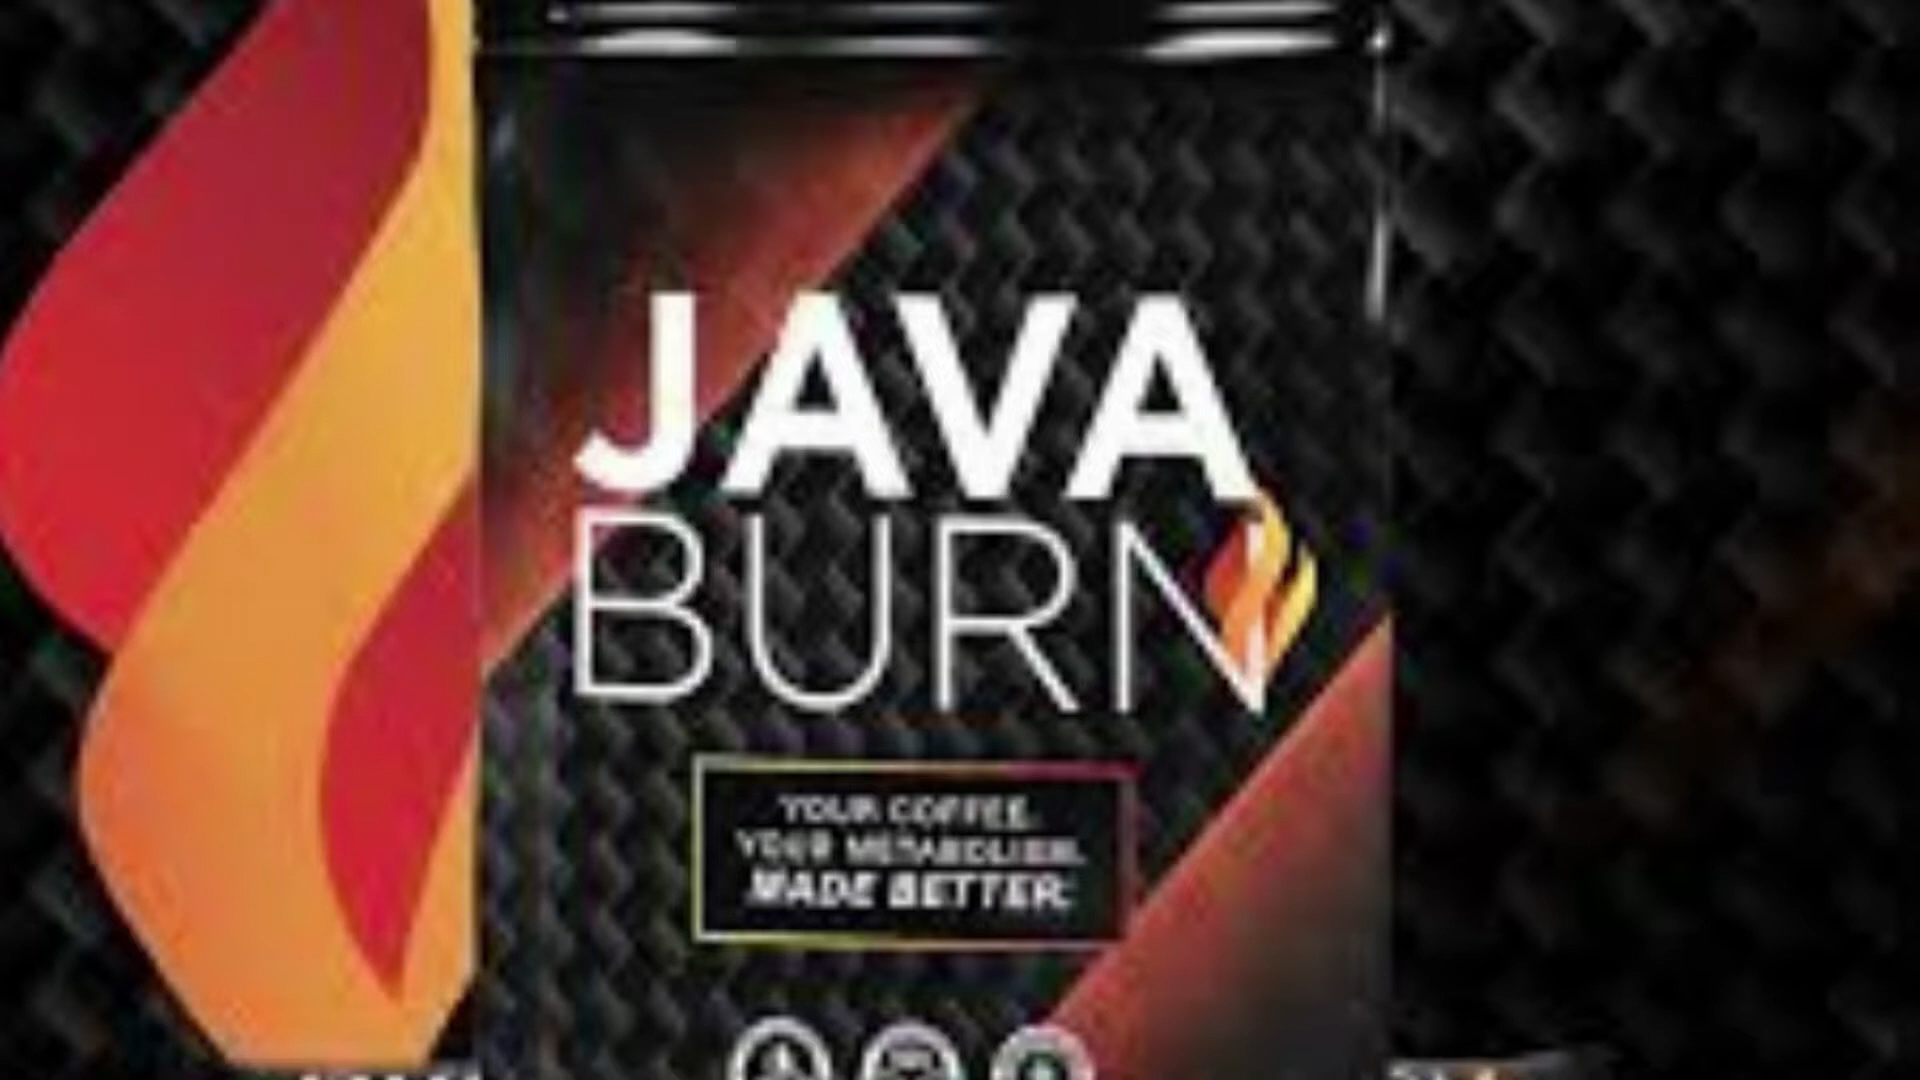 JAVA
BURN
YOUR COFFEE.
YOUR METABOLISM.
MADE BETTER.